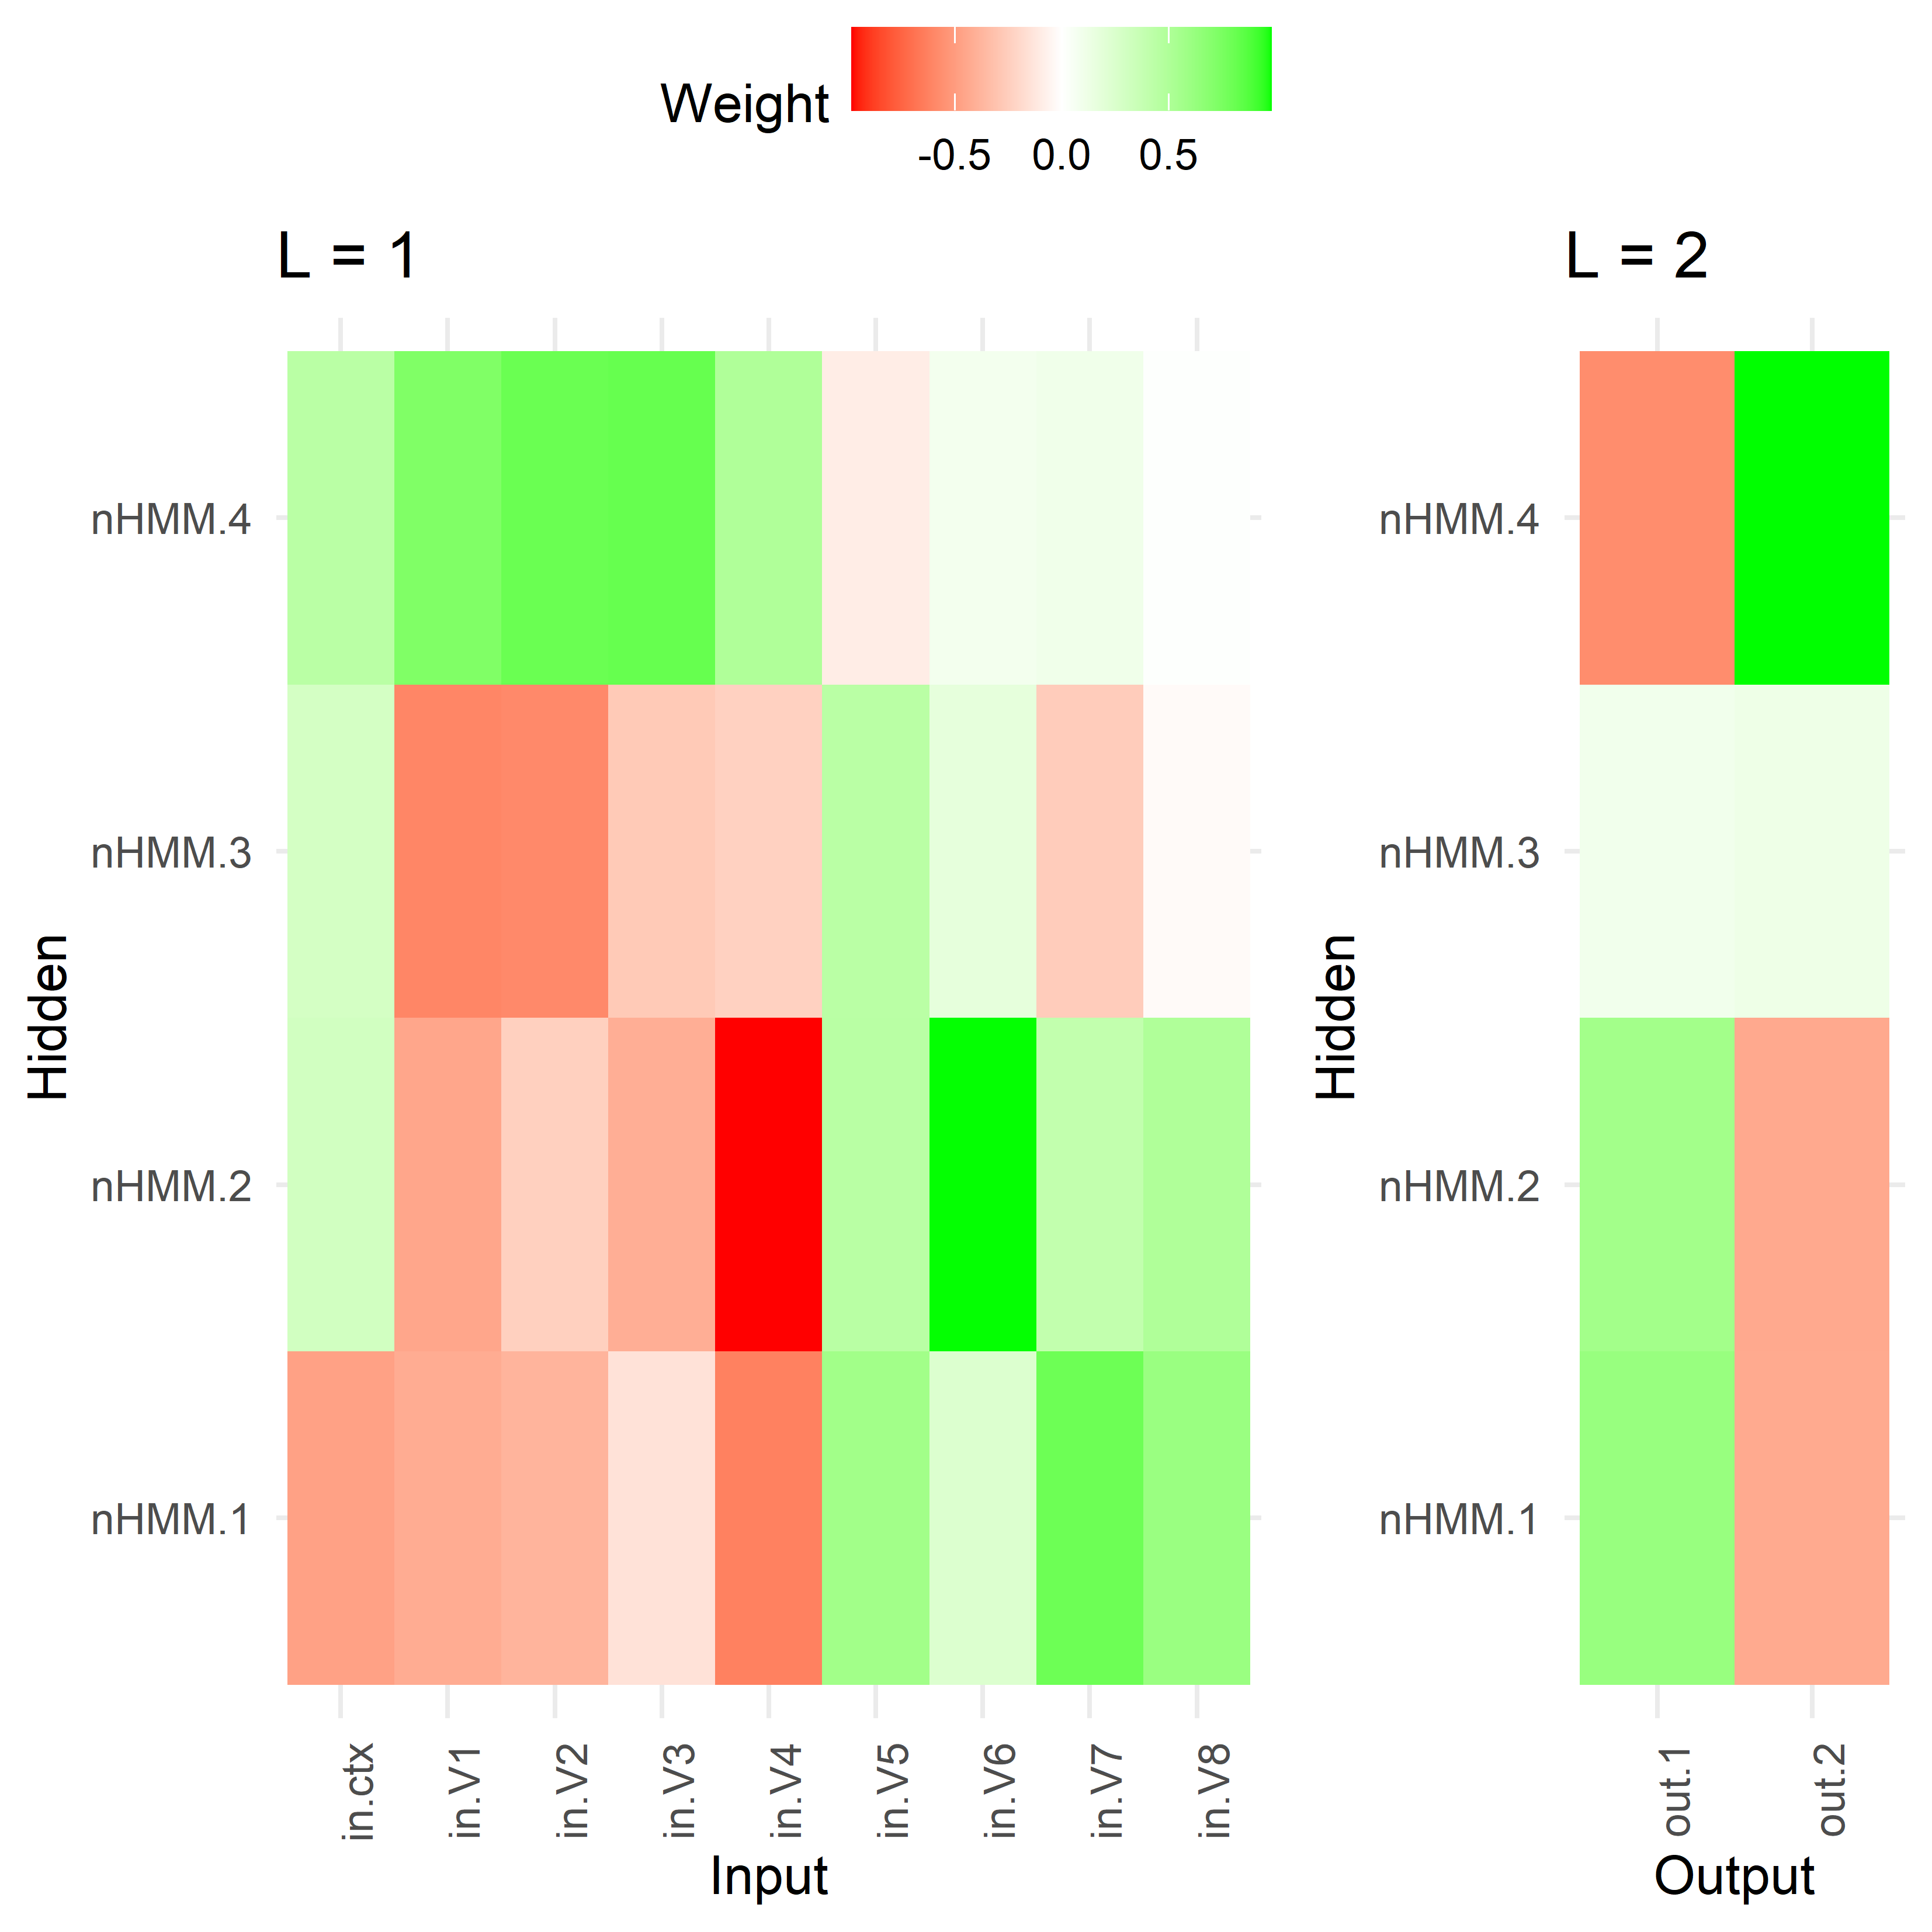 Weight
-0.5 0.0 0.5
L = 1
nHMM.4
nHMM.3
nHMM.2
nHMM.1
Hidden
in.ctx in.V1 in.V2 in.V3 in.V4 in.V5 in.V6 in.V7 in.V8
Input
L = 2
nHMM.4
nHMM.3
nHMM.2
nHMM.1
Hidden
out.1 out.2
Output